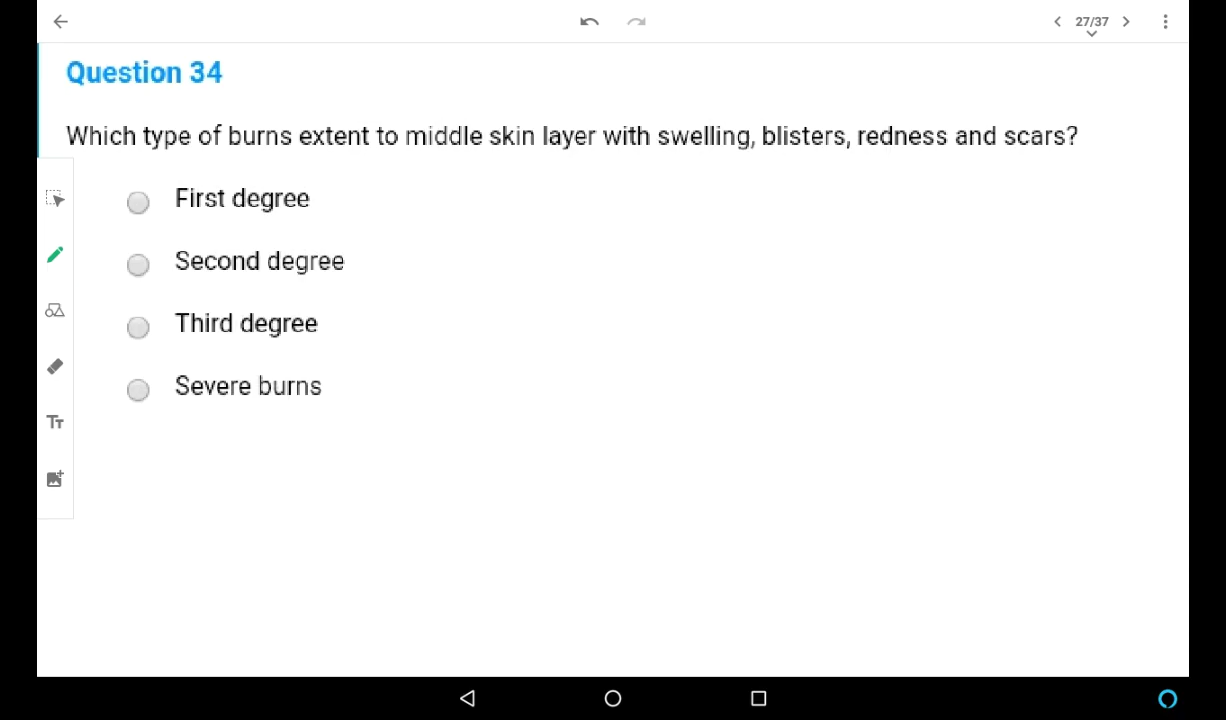 27/37
Question 34
Which type of burns extent to middle skin layer with swelling, blisters, redness and scars?
First degree
Second degree
Third degree
Severe burns
Tт